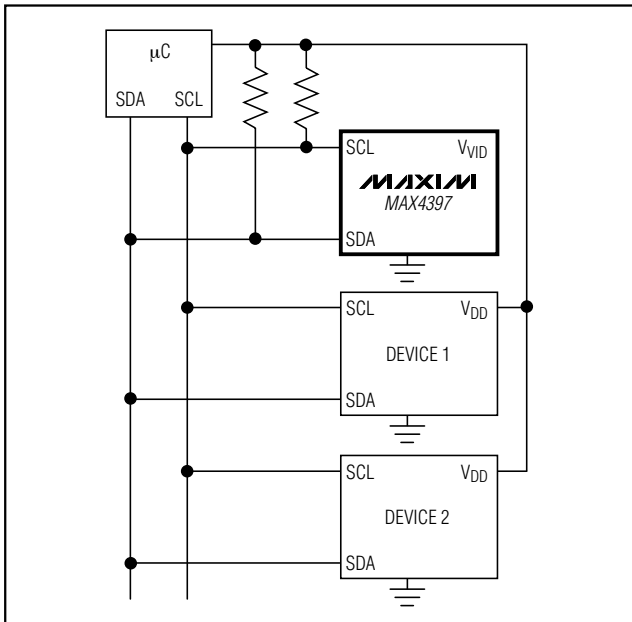 μC
SDA SCL
SCL VVID
MAXIM
MAX4397
SDA
SCL VDD
DEVICE 1
SDA
SCL VDD
DEVICE 2
SDA